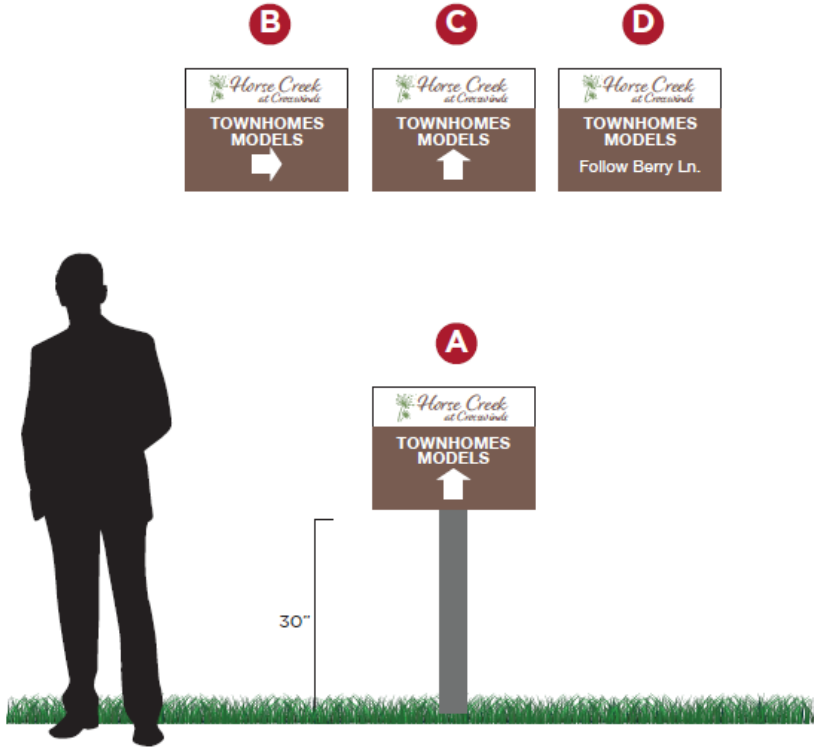 B
C
D
Horse Creek
at Crosswinds
TOWNHOMES
MODELS
Horse Creek
at Crosswinds
TOWNHOMES
MODELS
Horse Creek
at Crosswinds
TOWNHOMES
MODELS
Follow Berry Ln.
A
Horse Creek
at Crosswinds
TOWNHOMES
MODELS
30"